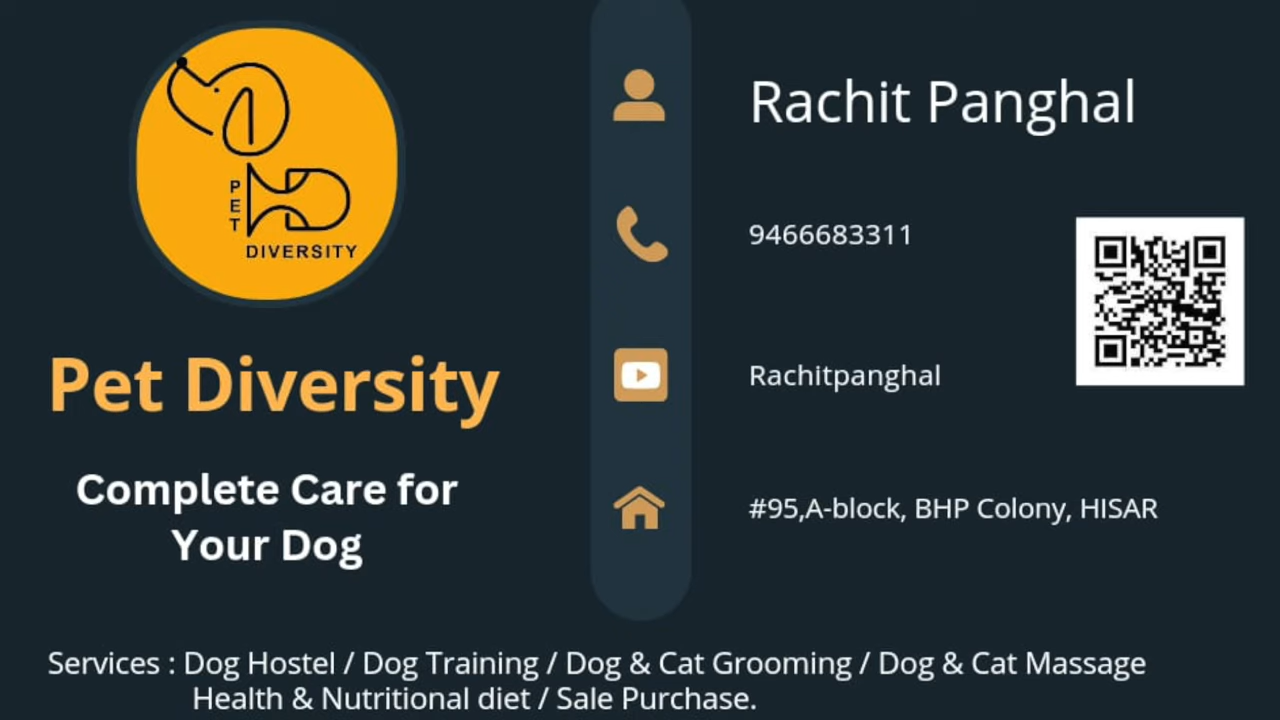 PET
DIVERSITY
Pet Diversity
Complete Care for
Your Dog
Rachit Panghal
9466683311
Rachitpanghal
#95,A-block, BHP Colony, HISAR
Services : Dog Hostel / Dog Training / Dog & Cat Grooming / Dog & Cat Massage
Health & Nutritional diet / Sale Purchase.